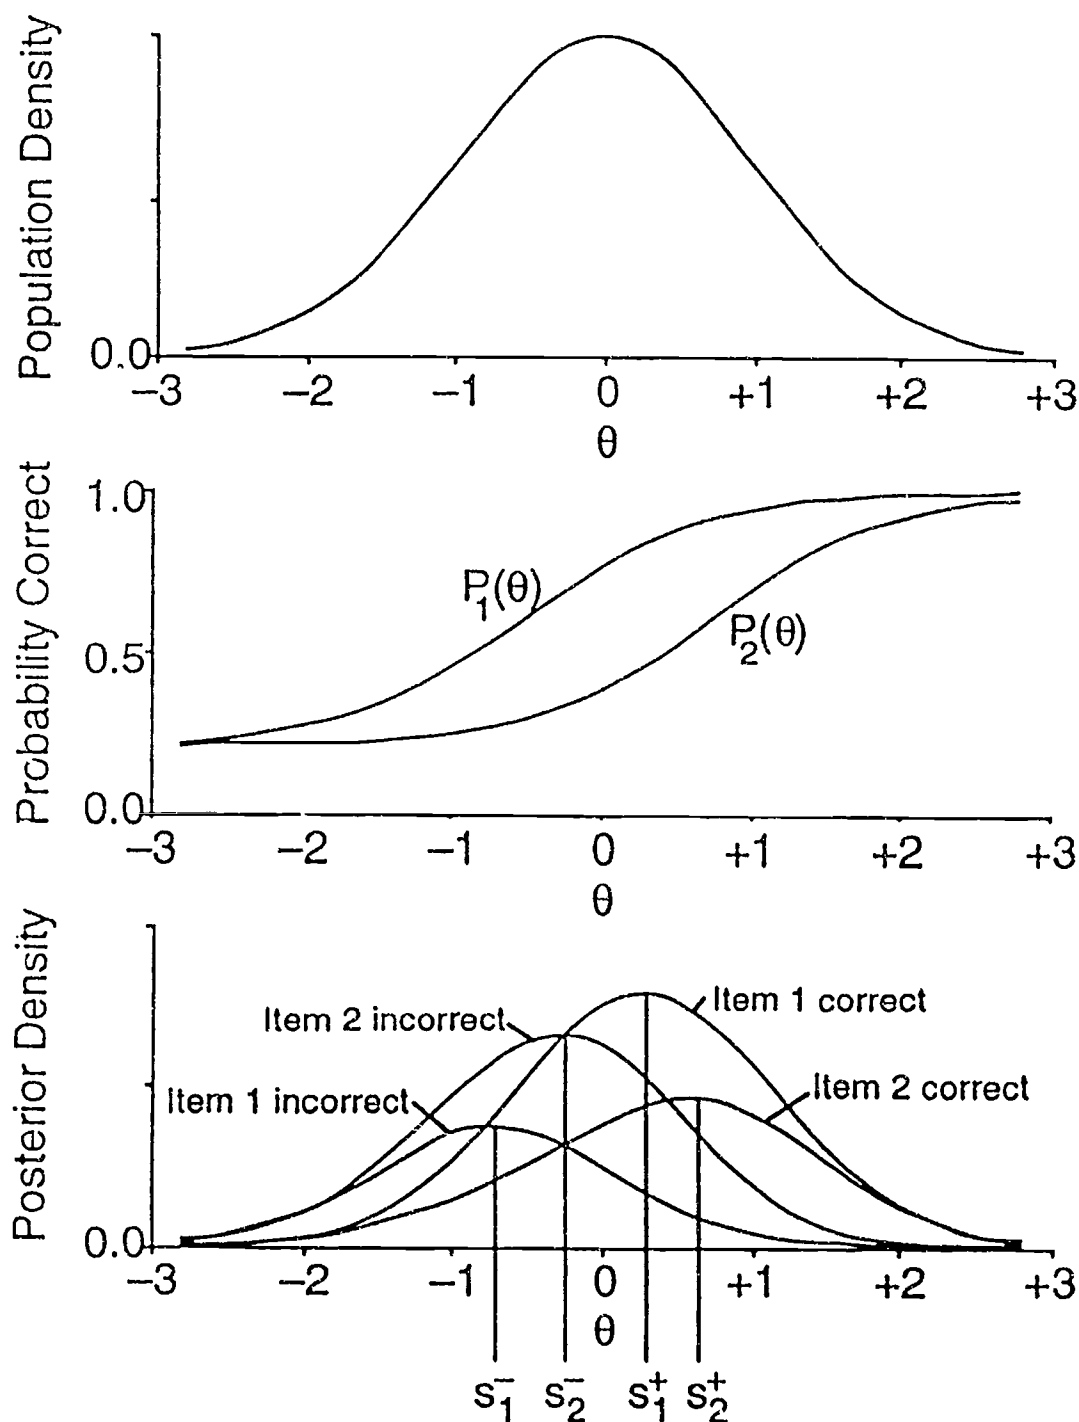 Population Density
0.0
−3 −2 −1 0 +1 +2 +3
θ
Probability Correct
1.0
P₁(θ)
P₂(θ)
0.5
0.0
−3 −2 −1 0 +1 +2 +3
θ
Posterior Density
Item 1 correct
Item 2 incorrect
Item 1 incorrect
Item 2 correct
0.0
−3 −2 −1 0 +1 +2 +3
θ
s₁⁻ s₂⁻ s₁⁺ s₂⁺